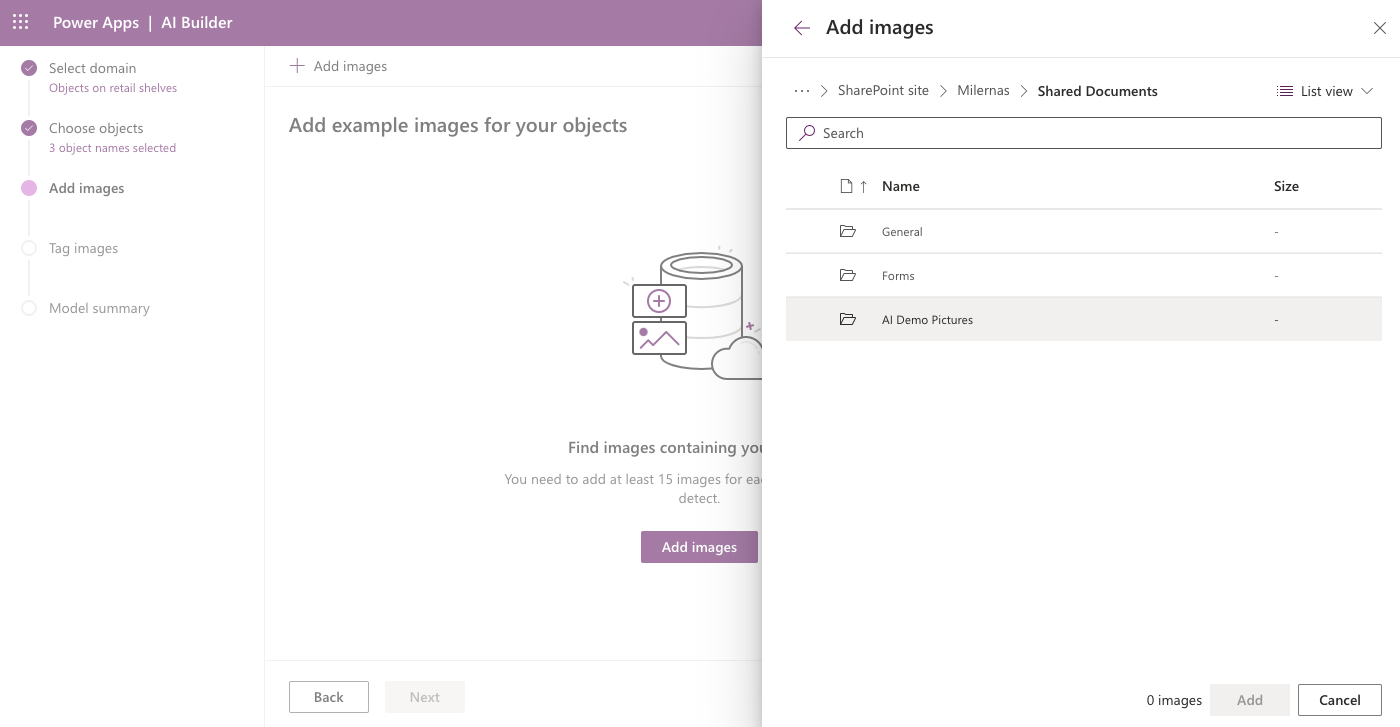 Power Apps | AI Builder
Select domain
Objects on retail shelves
Choose objects
3 object names selected
Add images
Tag images
Model summary
Add images
Add example images for your objects
Find images containing you
You need to add at least 15 images for ea
detect.
Add images
Back
Next
Add images
··· > SharePoint site > Milernas > Shared Documents
List view
Search
Name Size
General -
Forms -
AI Demo Pictures -
0 images
Add
Cancel